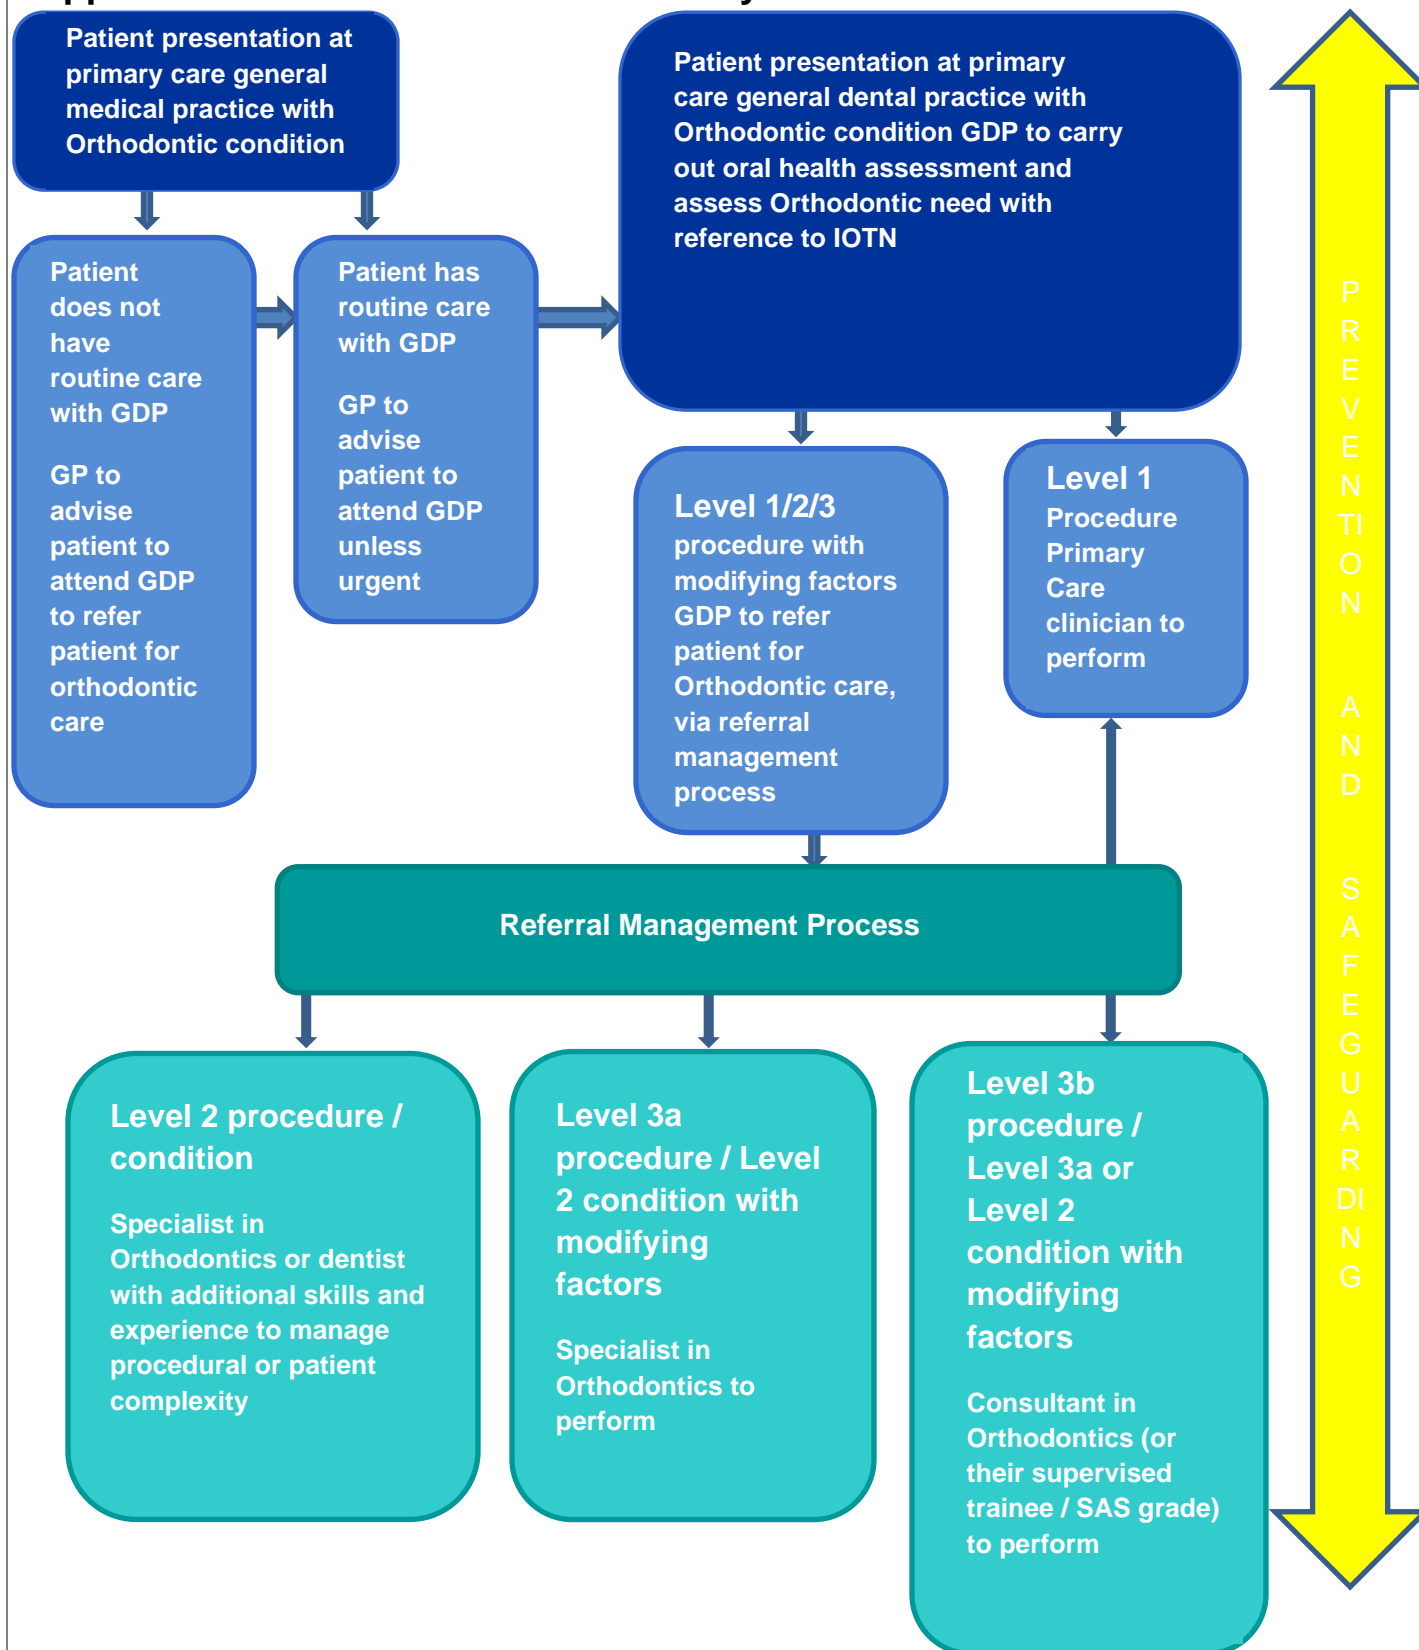 Patient presentation at
primary care general
medical practice with
Orthodontic condition
Patient presentation at primary
care general dental practice with
Orthodontic condition GDP to carry
out oral health assessment and
assess Orthodontic need with
reference to IOTN
Patient
does not
have
routine care
with GDP
GP to
advise
patient to
attend GDP
to refer
patient for
orthodontic
care
Patient has
routine care
with GDP
GP to
advise
patient to
attend GDP
unless
urgent
Level 1/2/3
procedure with
modifying factors
GDP to refer
patient for
Orthodontic care,
via referral
management
process
Level 1
Procedure
Primary
Care
clinician to
perform
Referral Management Process
Level 2 procedure /
condition
Specialist in
Orthodontics or dentist
with additional skills and
experience to manage
procedural or patient
complexity
Level 3a
procedure / Level
2 condition with
modifying
factors
Specialist in
Orthodontics to
perform
Level 3b
procedure /
Level 3a or
Level 2
condition with
modifying
factors
Consultant in
Orthodontics (or
their supervised
trainee / SAS grade)
to perform
P
R
E
V
E
N
TI
O
N
A
N
D
S
A
F
E
G
U
A
R
DI
N
G